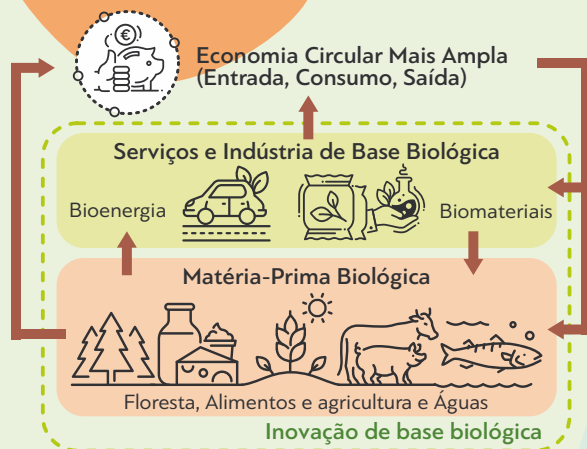 €
Economia Circular Mais Ampla
(Entrada, Consumo, Saída)
Serviços e Indústria de Base Biológica
Bioenergia
Biomateriais
Matéria-Prima Biológica
Floresta, Alimentos e agricultura e Águas
Inovação de base biológica